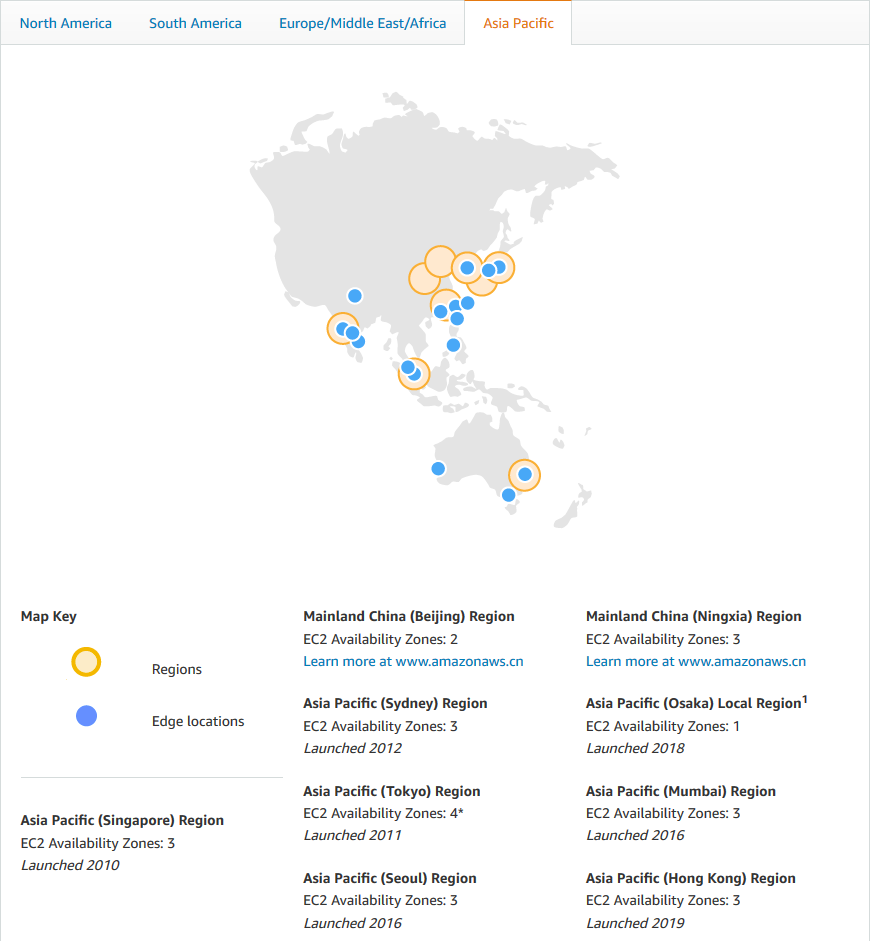 North America
South America
Europe/Middle East/Africa
Asia Pacific
Map Key
Regions
Edge locations
Asia Pacific (Singapore) Region
EC2 Availability Zones: 3
Launched 2010
Mainland China (Beijing) Region
EC2 Availability Zones: 2
Learn more at www.amazonaws.cn
Asia Pacific (Sydney) Region
EC2 Availability Zones: 3
Launched 2012
Asia Pacific (Tokyo) Region
EC2 Availability Zones: 4*
Launched 2011
Asia Pacific (Seoul) Region
EC2 Availability Zones: 3
Launched 2016
Mainland China (Ningxia) Region
EC2 Availability Zones: 3
Learn more at www.amazonaws.cn
Asia Pacific (Osaka) Local Region¹
EC2 Availability Zones: 1
Launched 2018
Asia Pacific (Mumbai) Region
EC2 Availability Zones: 3
Launched 2016
Asia Pacific (Hong Kong) Region
EC2 Availability Zones: 3
Launched 2019